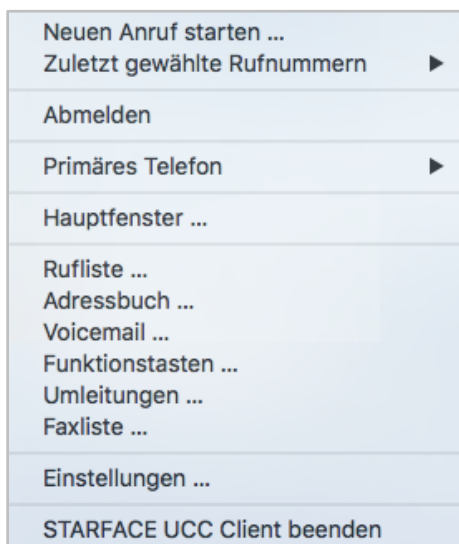 Neuen Anruf starten ...
Zuletzt gewählte Rufnummern
Abmelden
Primäres Telefon
Hauptfenster ...
Rufliste ...
Adressbuch ...
Voicemail ...
Funktionstasten ...
Umleitungen ...
Faxliste ...
Einstellungen ...
STARFACE UCC Client beenden